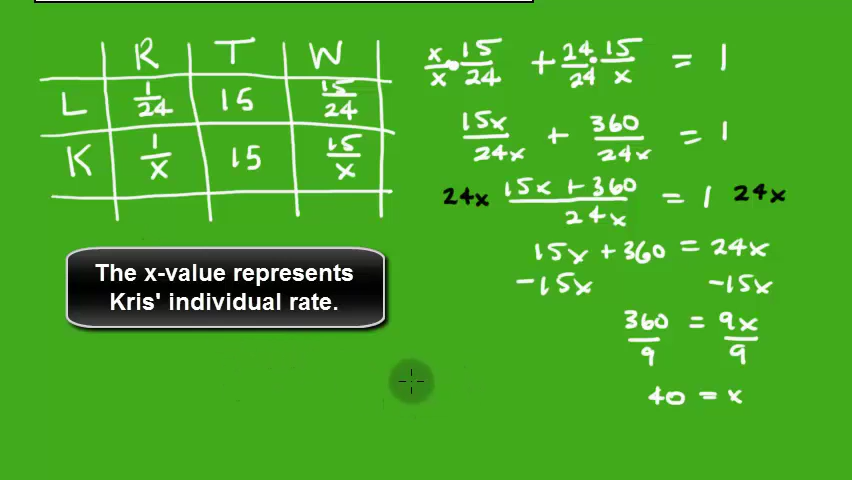 R T W
L 1/24 15 15/24
K 1/x 15 15/x
The x-value represents
Kris' individual rate.
x/x • 15/24 + 24/24 • 15/x = 1
15x/24x + 360/24x = 1
24x (15x + 360)/24x = 1 24x
15x + 360 = 24x
-15x -15x
360/9 = 9x/9
40 = x